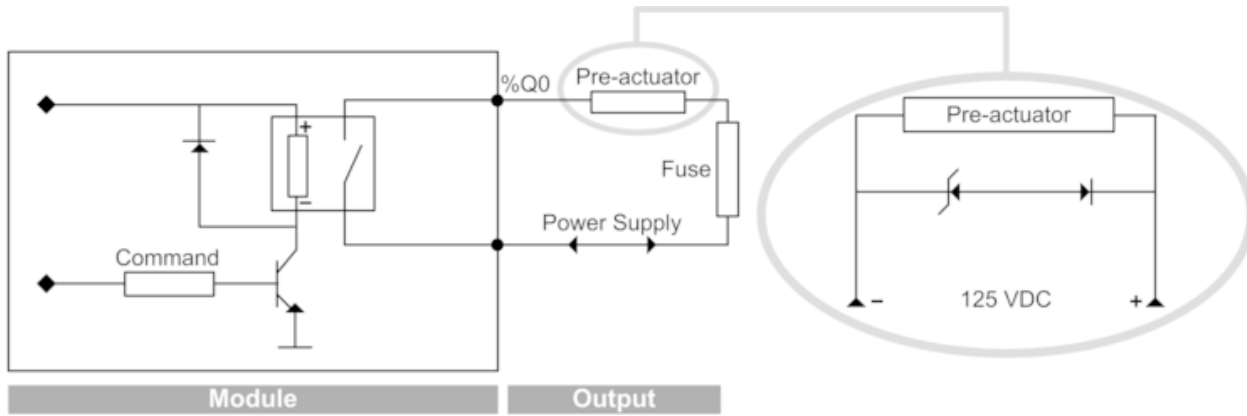 %Q0
Pre-actuator
Pre-actuator
+
Fuse
–
Power Supply
Command
– 125 VDC +
Module
Output